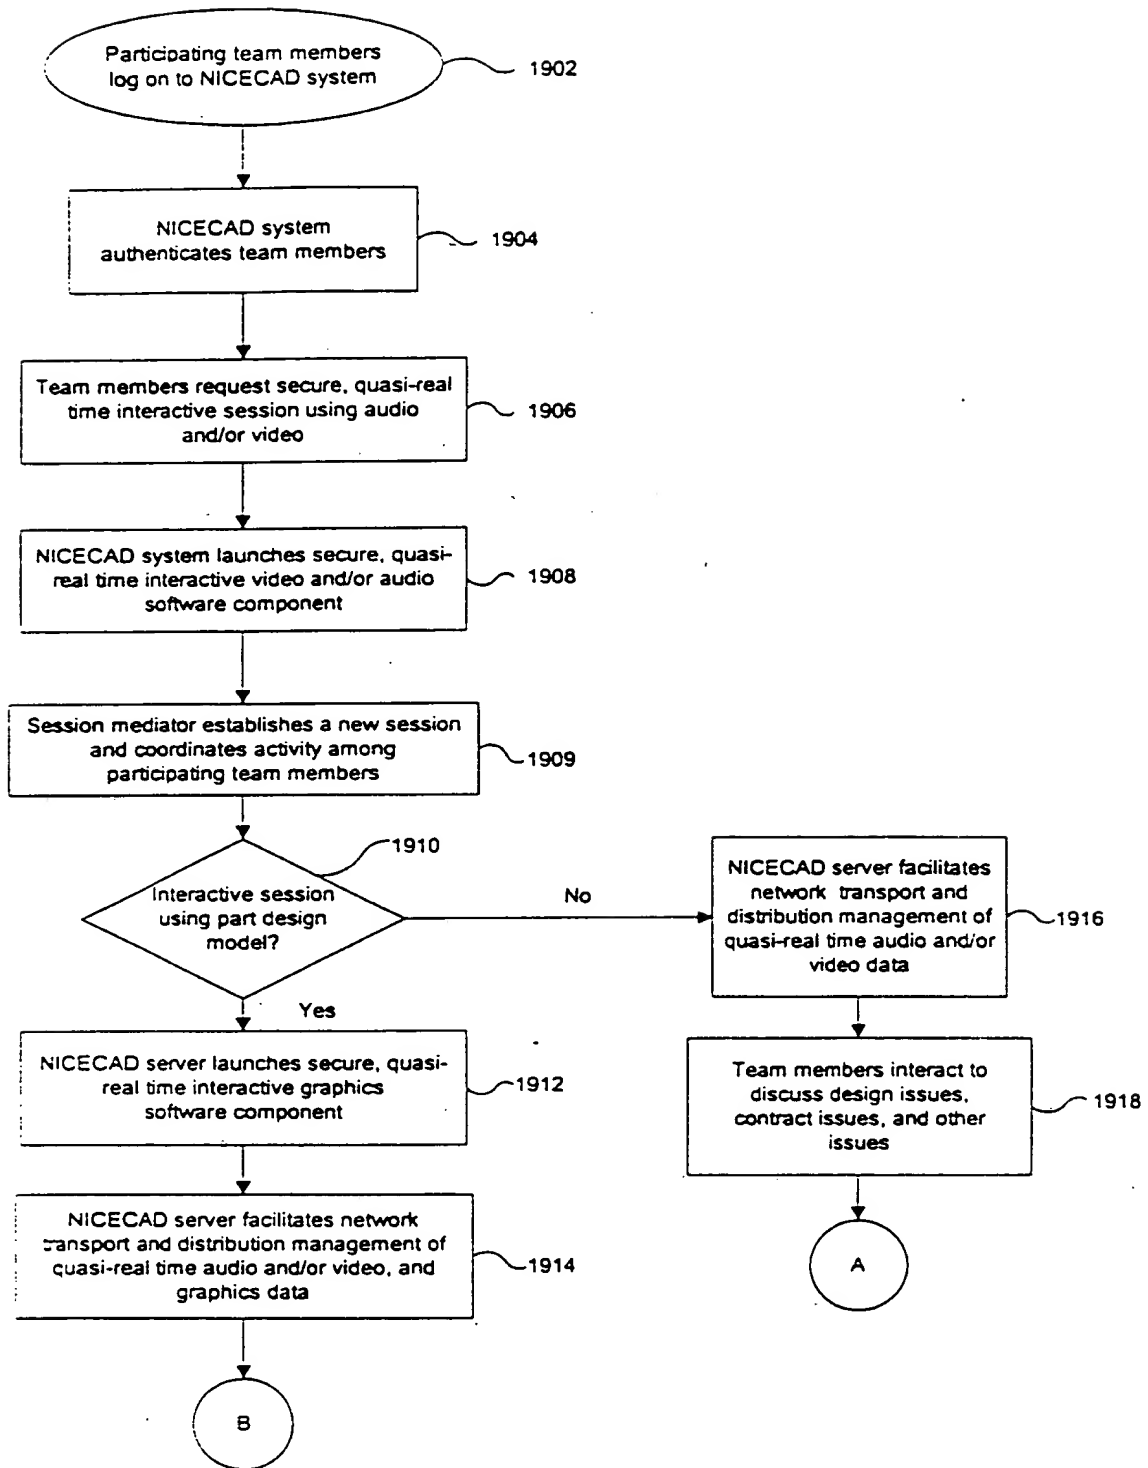 Participating team members
log on to NICECAD system
1902
NICECAD system
authenticates team members
1904
Team members request secure, quasi-real
time interactive session using audio
and/or video
1906
NICECAD system launches secure, quasi-
real time interactive video and/or audio
software component
1908
Session mediator establishes a new session
and coordinates activity among
participating team members
1909
1910
Interactive session
using part design
model?
No
Yes
NICECAD server facilitates
network transport and
distribution management of
quasi-real time audio and/or
video data
1916
NICECAD server launches secure, quasi-
real time interactive graphics
software component
1912
Team members interact to
discuss design issues,
contract issues, and other
issues
1918
NICECAD server facilitates network
transport and distribution management of
quasi-real time audio and/or video, and
graphics data
1914
A
B